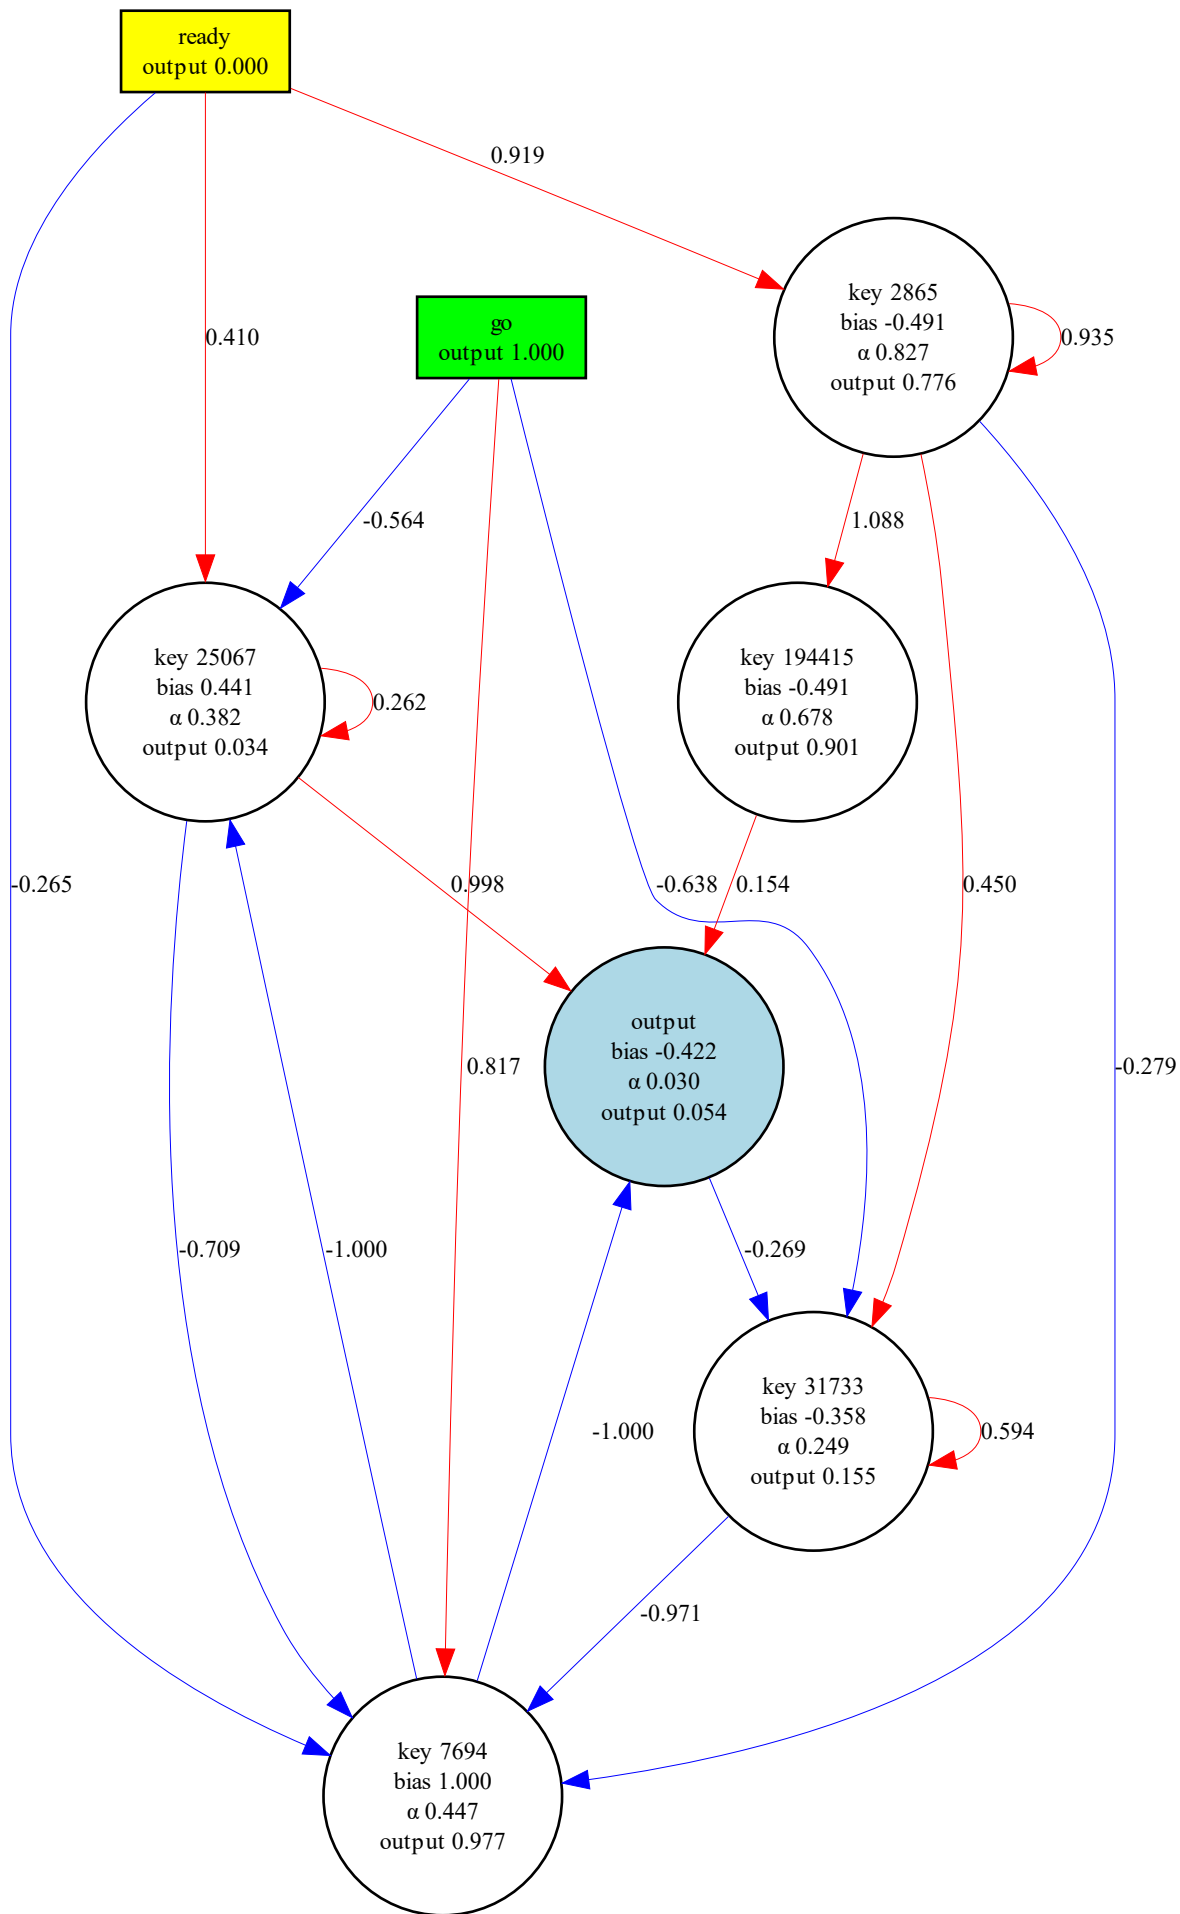 ready
output 0.000
0.919
key 2865
bias -0.491
α 0.827
output 0.776
0.935
go
output 1.000
0.410
-0.564
1.088
key 25067
bias 0.441
α 0.382
output 0.034
0.262
key 194415
bias -0.491
α 0.678
output 0.901
-0.265
0.998
-0.638
0.154
0.450
output
bias -0.422
α 0.030
output 0.054
0.817
-0.279
-0.709
-1.000
-0.269
-1.000
key 31733
bias -0.358
α 0.249
output 0.155
0.594
-0.971
key 7694
bias 1.000
α 0.447
output 0.977